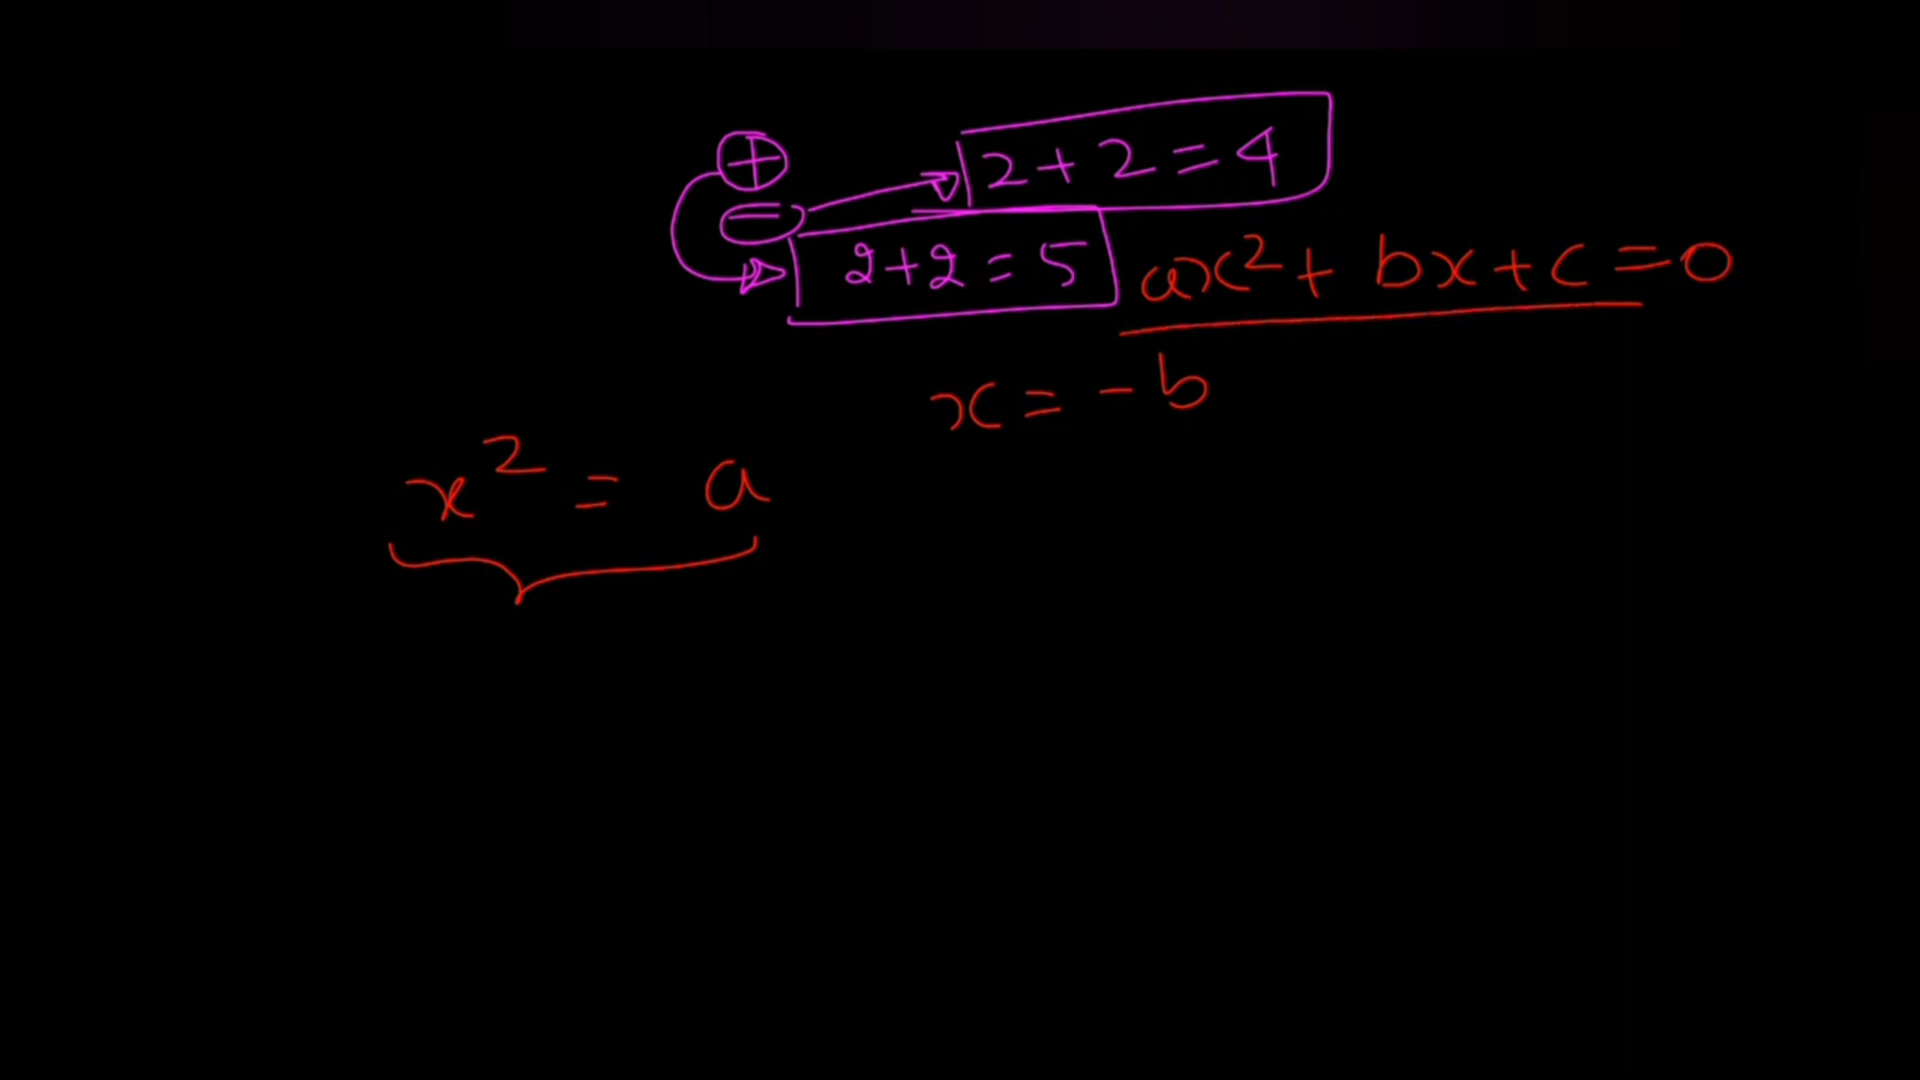 +
=
2 + 2 = 4
2 + 2 = 5
ax² + bx + c = 0
x = - b
x² = a